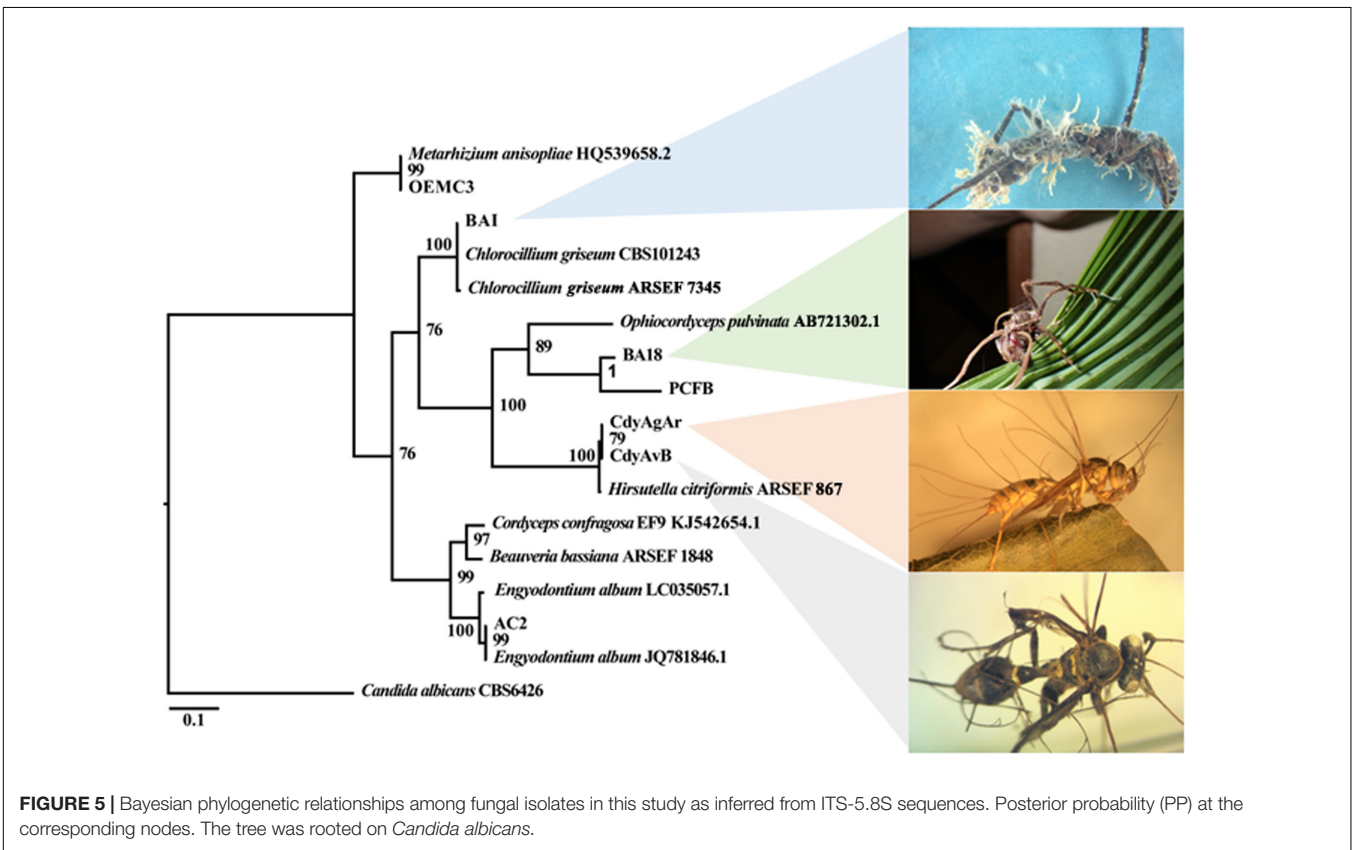 Metarhizium anisopliae HQ539658.2
99
OEMC3
BAI
100
Chlorocillium griseum CBS101243
Chlorocillium griseum ARSEF 7345
76
Ophiocordyceps pulvinata AB721302.1
89
BA18
1
PCFB
100
CdyAgAr
79
76
100
CdyAvB
Hirsutella citriformis ARSEF 867
Cordyceps confragosa EF9 KJ542654.1
97
Beauveria bassiana ARSEF 1848
99
Engyodontium album LC035057.1
AC2
100
99
Engyodontium album JQ781846.1
Candida albicans CBS6426
0.1
FIGURE 5 | Bayesian phylogenetic relationships among fungal isolates in this study as inferred from ITS-5.8S sequences. Posterior probability (PP) at the
corresponding nodes. The tree was rooted on Candida albicans.